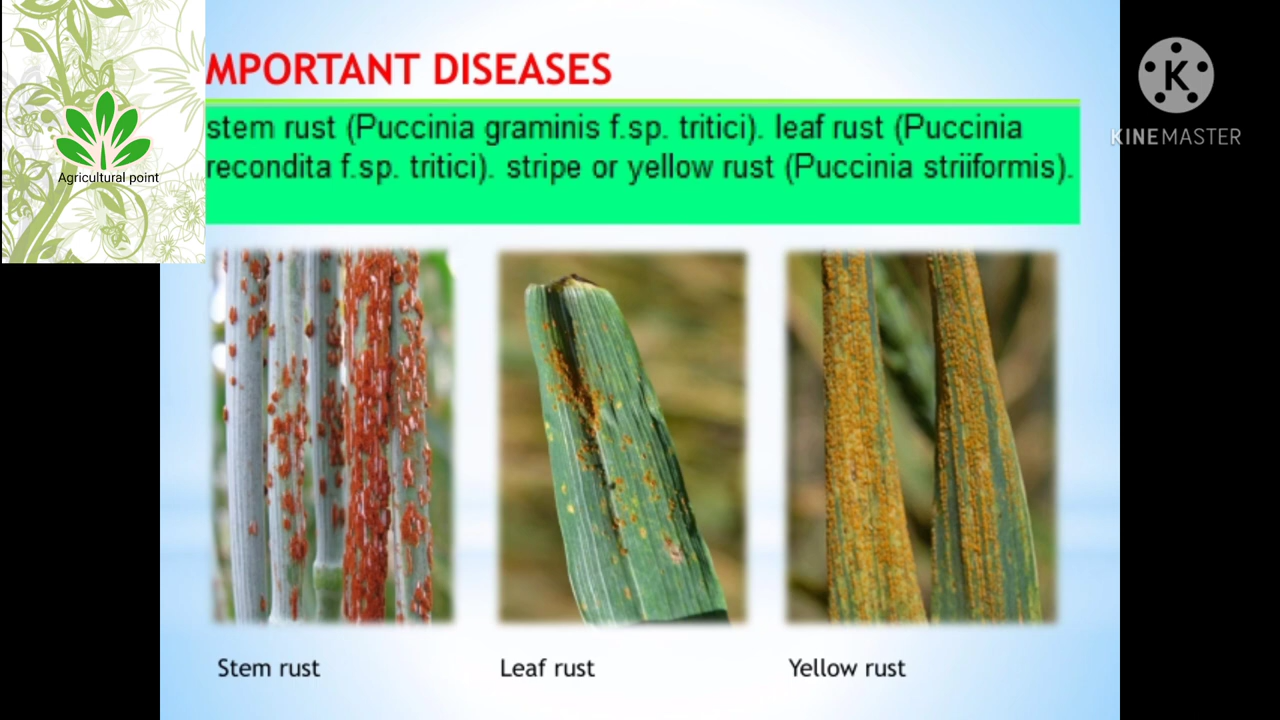 MPORTANT DISEASES
stem rust (Puccinia graminis f.sp. tritici). leaf rust (Puccinia
recondita f.sp. tritici). stripe or yellow rust (Puccinia striiformis).
Agricultural point
K
KINEMASTER
Stem rust
Leaf rust
Yellow rust